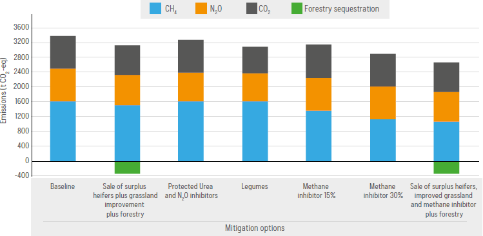 CH₄ N₂O CO₂ Forestry sequestration
Emissions (t CO₂-eq)
3600
3200
2800
2400
2000
1600
1200
800
400
0
-400
Baseline
Sale of surplus
heifers plus grassland
improvement
plus forestry
Protected Urea
and N₂O inhibitors
Legumes
Methane
inhibitor 15%
Methane
inhibitor 30%
Sale of surplus heifers,
improved grassland
and methane inhibitor
plus forestry
Mitigation options